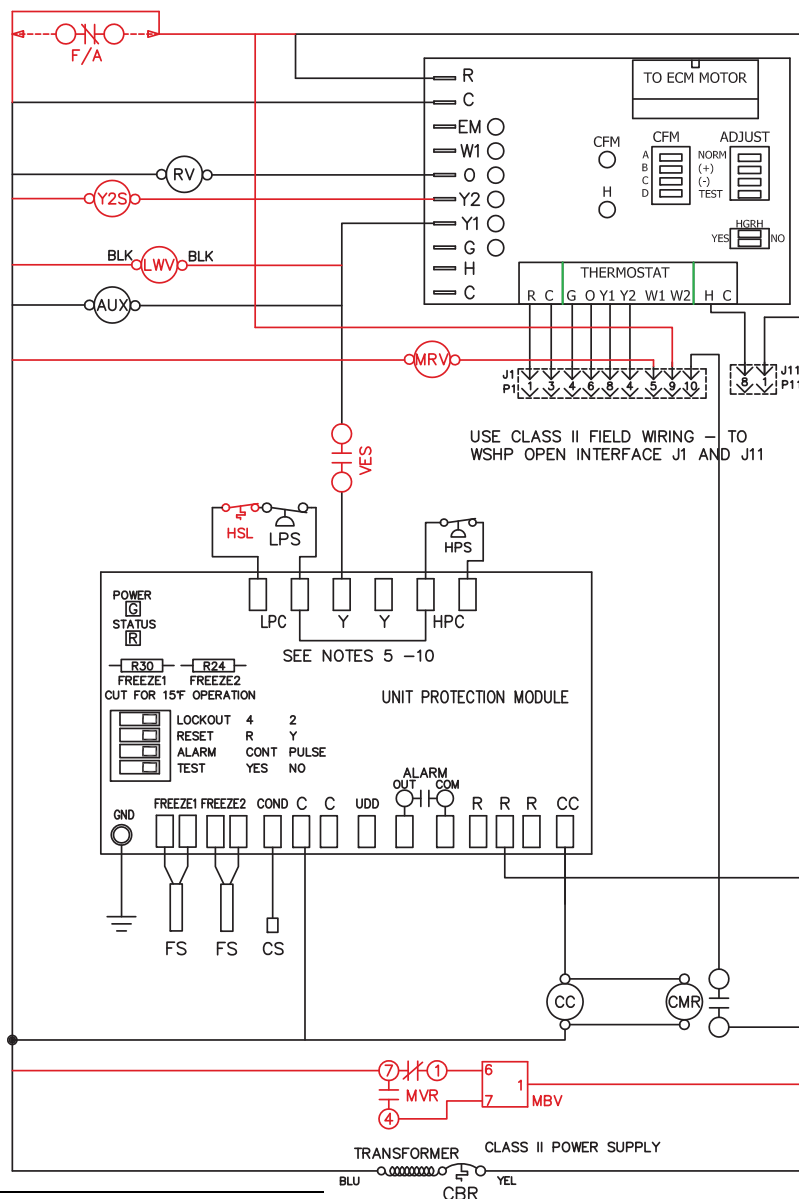 F/A
R
TO ECM MOTOR
C
EM
W1
CFM
CFM
ADJUST
A
B
C
D
NORM
(+)
(-)
TEST
RV
O
H
Y2S
Y2
Y1
HGRH
YES
NO
G
BLK
LWV
BLK
H
THERMOSTAT
C
R C G O Y1 Y2 W1 W2 H C
AUX
MRV
J1
P1
1 3 4 6 8 4 5 9 10
8 1
J11
P11
USE CLASS II FIELD WIRING – TO
WSHP OPEN INTERFACE J1 AND J11
VES
HSL
LPS
HPS
POWER
G
STATUS
R
LPC
Y
Y
HPC
SEE NOTES 5 -10
R30
R24
FREEZE1
FREEZE2
CUT FOR 15°F OPERATION
UNIT PROTECTION MODULE
LOCKOUT 4 2
RESET R Y
ALARM CONT PULSE
TEST YES NO
ALARM
OUT COM
GND
FREEZE1 FREEZE2 COND C C UDD R R R CC
FS
FS
CS
CC
CMR
7
1
6
MVR
1
MBV
4
7
TRANSFORMER
CLASS II POWER SUPPLY
BLU
YEL
CBR